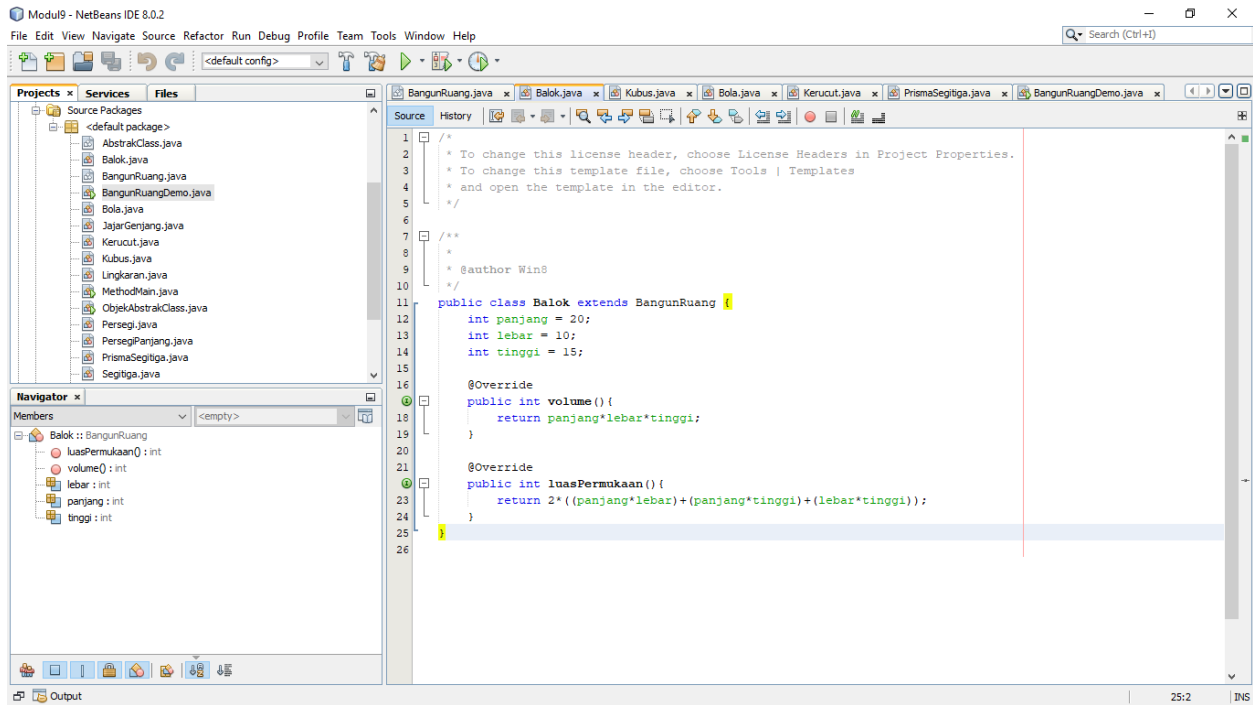 Modul9 - NetBeans IDE 8.0.2
File Edit View Navigate Source Refactor Run Debug Profile Team Tools Window Help
Search (Ctrl+I)
<default config>
Projects x Services Files
Source Packages
<default package>
AbstrakClass.java
Balok.java
BangunRuang.java
BangunRuangDemo.java
Bola.java
JajarGenjang.java
Kerucut.java
Kubus.java
Lingkaran.java
MethodMain.java
ObjekAbstrakClass.java
Persegi.java
PersegiPanjang.java
PrismaSegitiga.java
Segitiga.java
Navigator x
Members <empty>
Balok :: BangunRuang
luasPermukaan() : int
volume() : int
lebar : int
panjang : int
tinggi : int
BangunRuang.java x Balok.java x Kubus.java x Bola.java x Kerucut.java x PrismaSegitiga.java x BangunRuangDemo.java x
Source History
1 /*
2 * To change this license header, choose License Headers in Project Properties.
3 * To change this template file, choose Tools | Templates
4 * and open the template in the editor.
5 */
6
7 /**
8 *
9 * @author Win8
10 */
11 public class Balok extends BangunRuang {
12 int panjang = 20;
13 int lebar = 10;
14 int tinggi = 15;
15
16 @Override
public int volume(){
18 return panjang*lebar*tinggi;
19 }
20
21 @Override
public int luasPermukaan(){
23 return 2*((panjang*lebar)+(panjang*tinggi)+(lebar*tinggi));
24 }
25 }
26
Output
25:2 INS